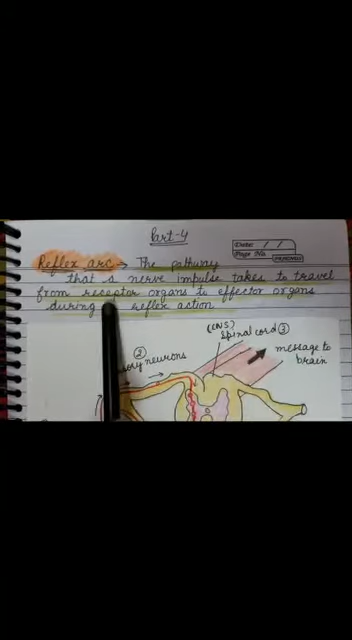 Part-4
Date: / /
Page No.
Reflex arc → The pathway
that a nerve impulse takes to travel
from receptor organs to effector organs
during reflex action
(CNS)
Spinal cord ③
②
neurons
message to
brain